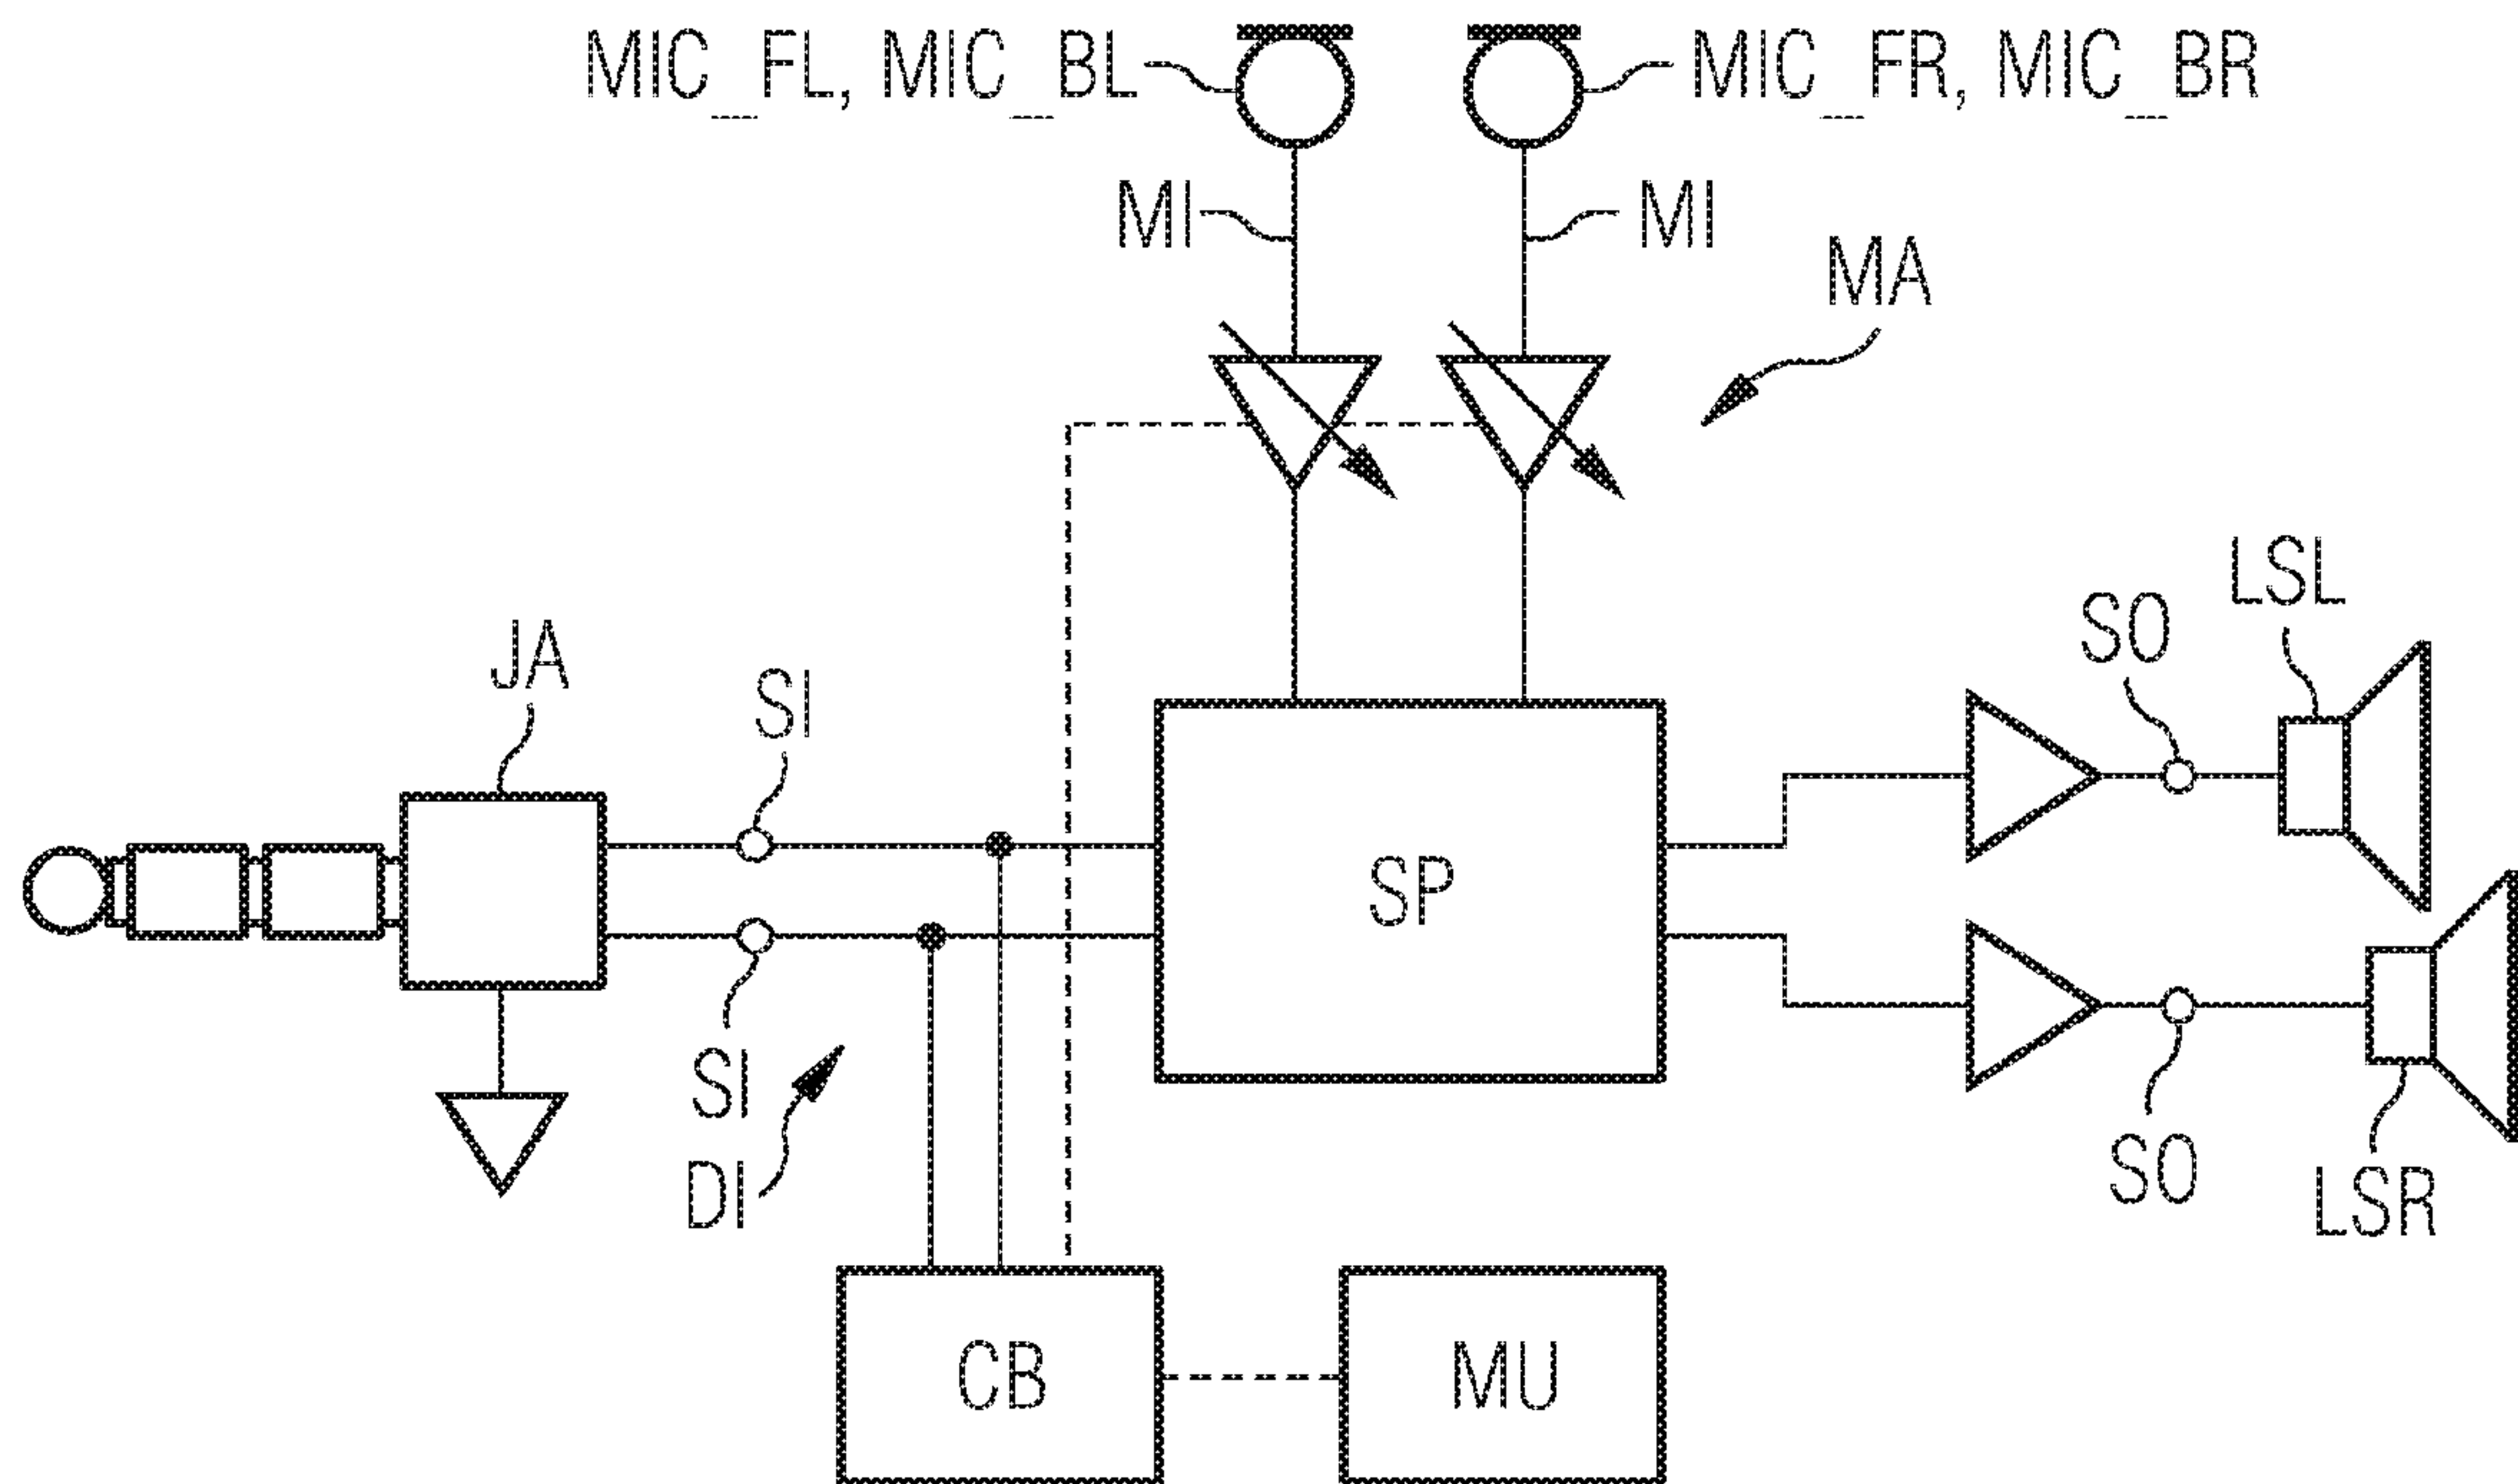 MIC_FL, MIC_BL
MIC_FR, MIC_BR
MI
MI
MA
LSL
SO
JA
SI
SP
SI
DI
SO
LSR
CB
MU